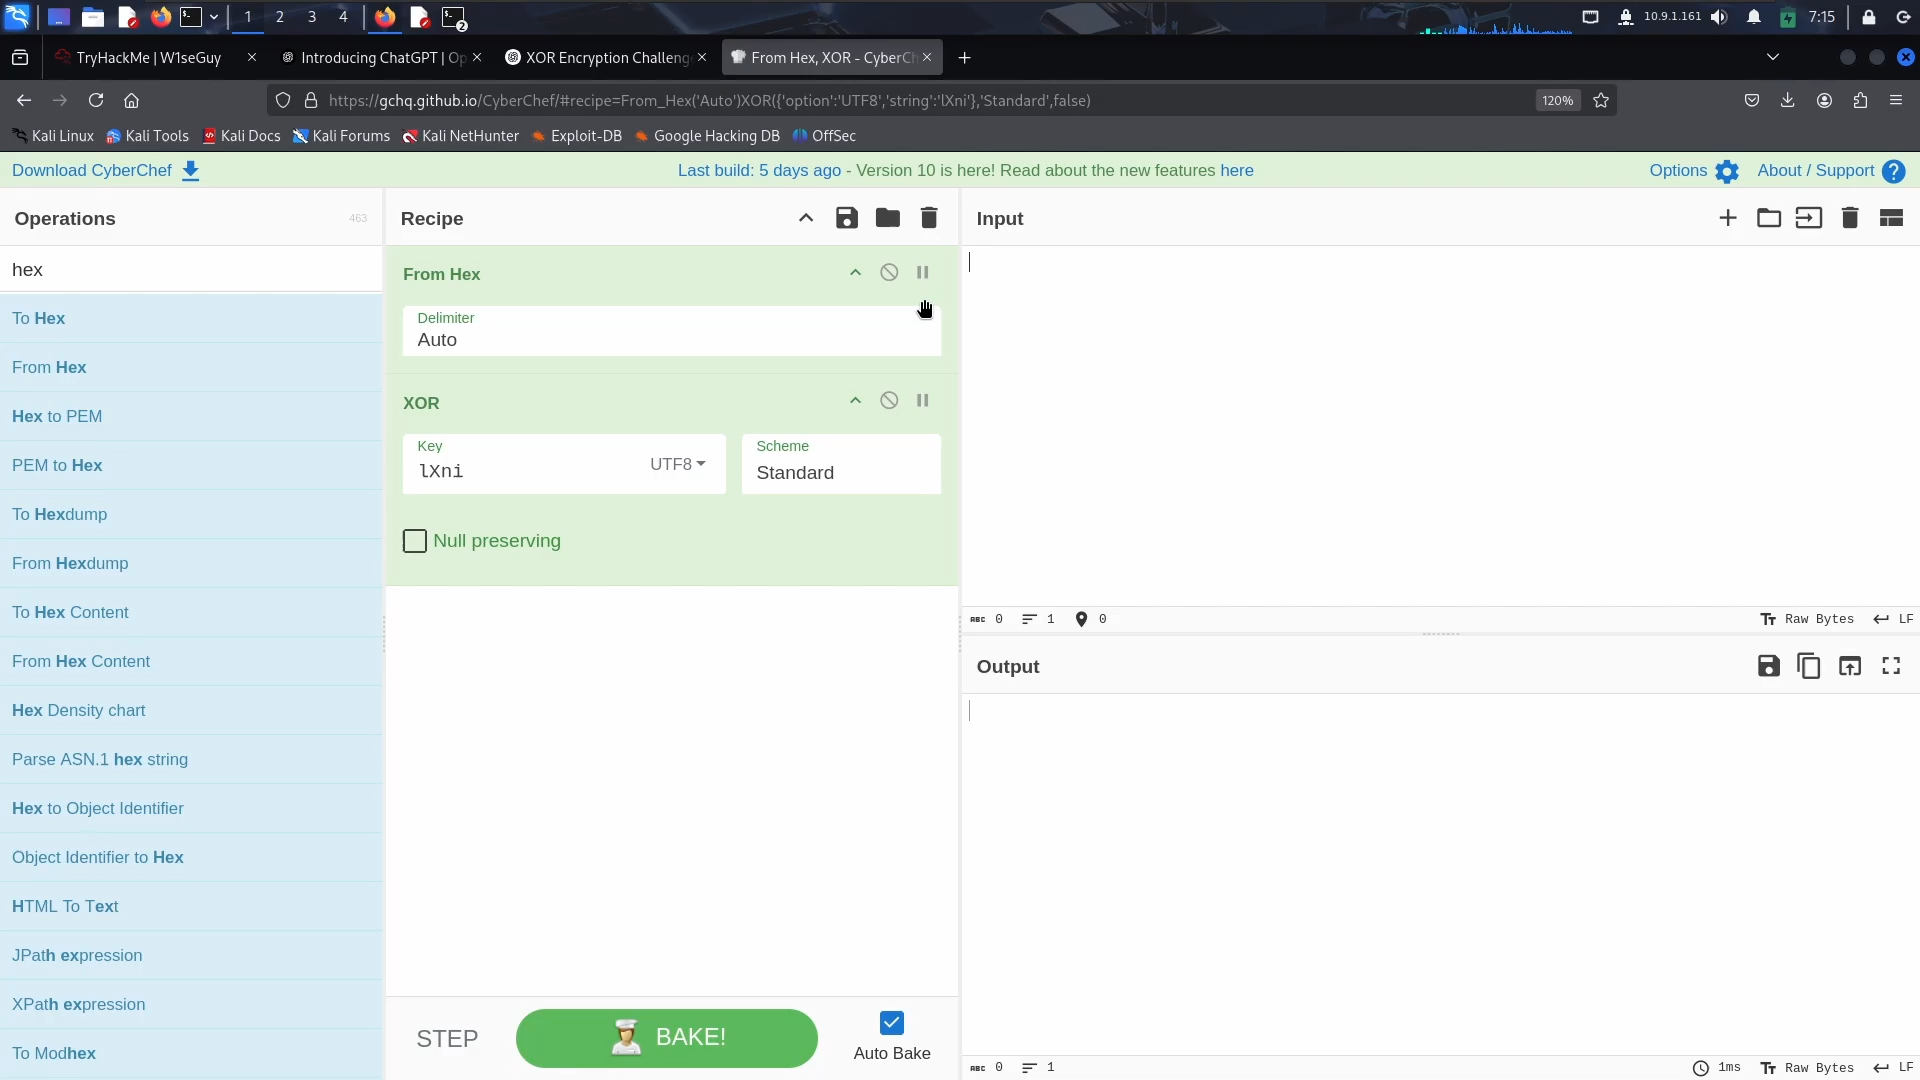 1 2 3 4 2 10.9.1.161 7:15
TryHackMe | W1seGuy Introducing ChatGPT | Op XOR Encryption Challeng From Hex, XOR - CyberCh
https://gchq.github.io/CyberChef/#recipe=From_Hex('Auto')XOR({'option':'UTF8','string':'lXni'},'Standard',false) 120%
Kali Linux Kali Tools Kali Docs Kali Forums Kali NetHunter Exploit-DB Google Hacking DB OffSec
Download CyberChef Last build: 5 days ago - Version 10 is here! Read about the new features here Options About / Support
Operations 463
hex
To Hex
From Hex
Hex to PEM
PEM to Hex
To Hexdump
From Hexdump
To Hex Content
From Hex Content
Hex Density chart
Parse ASN.1 hex string
Hex to Object Identifier
Object Identifier to Hex
HTML To Text
JPath expression
XPath expression
To Modhex
Recipe
From Hex
Delimiter
Auto
XOR
Key
lXni UTF8
Scheme
Standard
Null preserving
STEP BAKE! Auto Bake
Input
ABC 0 1 0 Raw Bytes LF
Output
ABC 0 1 1ms Raw Bytes LF